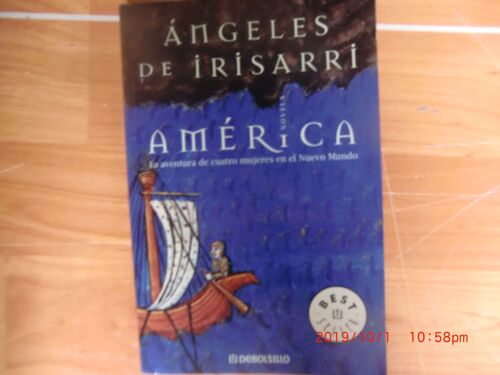 ÁNGELES
DE IRISARRI
NOVELA
AMÉRICA
La aventura de cuatro mujeres en el Nuevo Mundo
BEST
SELLER
2019/10/1 10:58pm
DEBOLSILLO